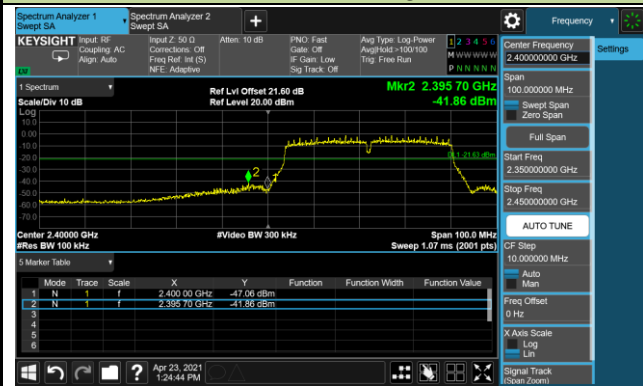 Spectrum Analyzer 1
Swept SA
Spectrum Analyzer 2
Swept SA
Frequency
KEYSIGHT
Input: RF
Coupling: AC
Align: Auto
Input Z: 50 Ω
Corrections: Off
Freq Ref: Int (S)
NFE: Adaptive
Atten: 10 dB
PNO: Fast
Gate: Off
IF Gain: Low
Sig Track: Off
Avg Type: Log-Power
Avg|Hold:>100/100
Trig: Free Run
1 2 3 4 5 6
M W W W W W
P N N N N N
LW
1 Spectrum
Scale/Div 10 dB
Ref Lvl Offset 21.60 dB
Ref Level 20.00 dBm
Mkr2 2.395 70 GHz
-41.86 dBm
Log
10.0
0.00
-10.0
-20.0
-30.0
-40.0
-50.0
-60.0
-70.0
DL1 -21.63 dBm
2
Center 2.40000 GHz
#Res BW 100 kHz
#Video BW 300 kHz
Span 100.0 MHz
Sweep 1.07 ms (2001 pts)
5 Marker Table
Mode Trace Scale X Y Function Function Width Function Value
1 N 1 f 2.400 00 GHz -47.06 dBm
2 N 1 f 2.395 70 GHz -41.86 dBm
3
4
5
6
Apr 23, 2021
1:24:44 PM
Center Frequency
2.400000000 GHz
Settings
Span
100.000000 MHz
Swept Span
Zero Span
Full Span
Start Freq
2.350000000 GHz
Stop Freq
2.450000000 GHz
AUTO TUNE
CF Step
10.000000 MHz
Auto
Man
Freq Offset
0 Hz
X Axis Scale
Log
Lin
Signal Track
(Span Zoom)